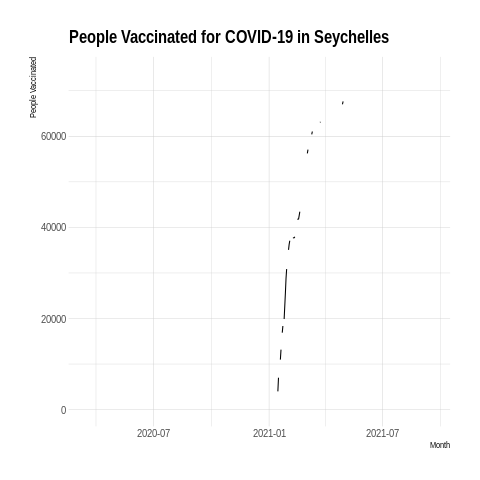 People Vaccinated for COVID-19 in Seychelles
People Vaccinated
60000
40000
20000
0
2020-07 2021-01 2021-07
Month